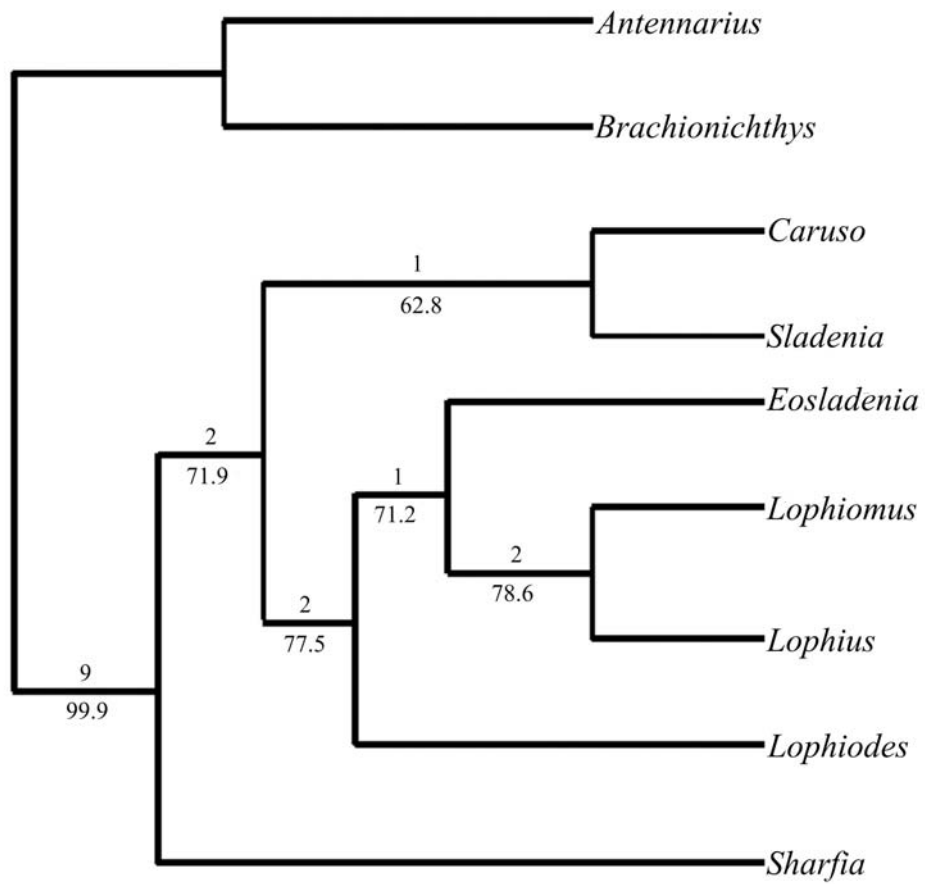 Antennarius
Brachionichthys
Caruso
1
62.8
Sladenia
Eosladenia
2
71.9
1
71.2
Lophiomus
2
78.6
2
77.5
Lophius
9
99.9
Lophiodes
Sharfia